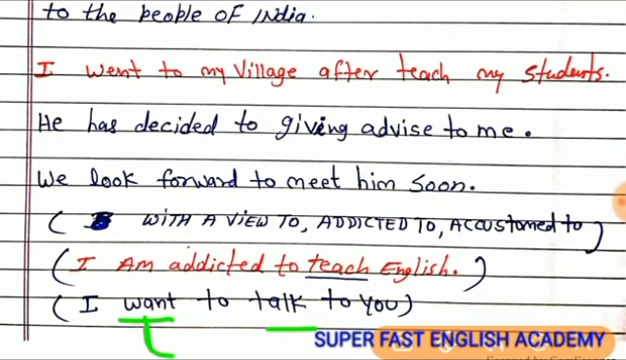 to the people of India.
I went to my village after teach my students.
He has decided to giving advise to me.
We look forward to meet him soon.
( WITH A VIEW TO, ADDICTED TO, ACCUStomed to)
(I AM addicted to teach English.)
(I want to talk to you)
SUPER FAST ENGLISH ACADEMY